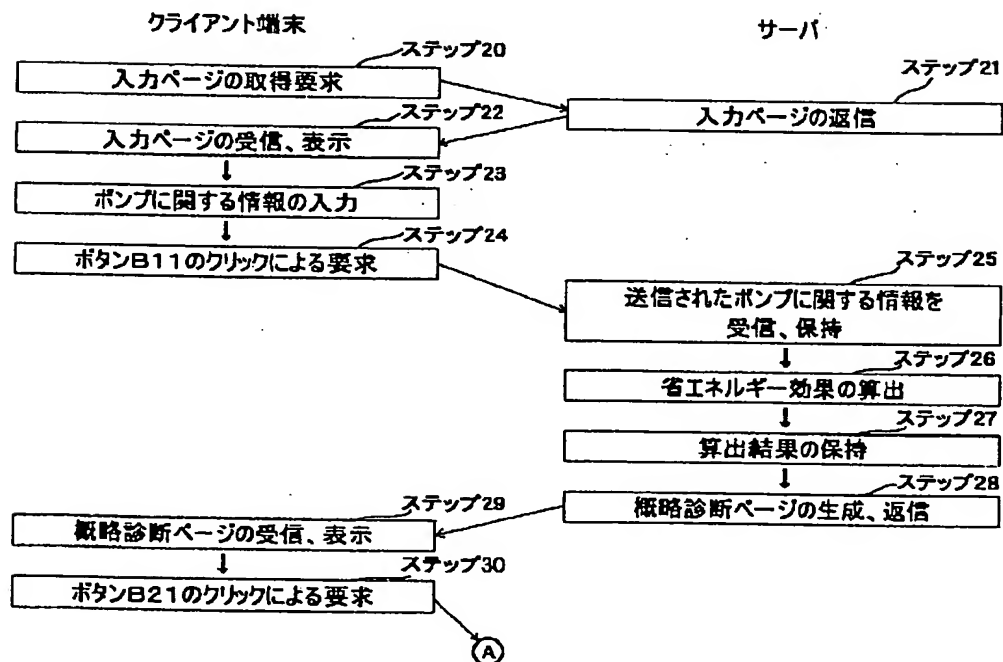 クライアント端末
サーバ
ステップ20
入力ページの取得要求
ステップ21
入力ページの返信
ステップ22
入力ページの受信、表示
ステップ23
ポンプに関する情報の入力
ステップ24
ボタンB11のクリックによる要求
ステップ25
送信されたポンプに関する情報を
受信、保持
ステップ26
省エネルギー効果の算出
ステップ27
算出結果の保持
ステップ28
概略診断ページの生成、返信
ステップ29
概略診断ページの受信、表示
ステップ30
ボタンB21のクリックによる要求
A